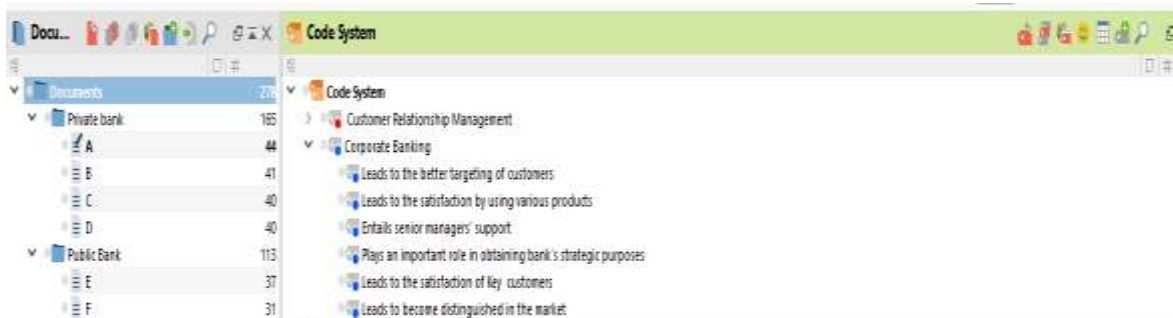 Docu...
Code System
Documents 278
Private bank 165
A 44
B 41
C 40
D 40
Public Bank 113
E 37
F 31
Code System
Customer Relationship Management
Corporate Banking
Leads to the better targeting of customers
Leads to the satisfaction by using various products
Entails senior managers' support
Plays an important role in obtaining bank's strategic purposes
Leads to the satisfaction of Key customers
Leads to become distinguished in the market